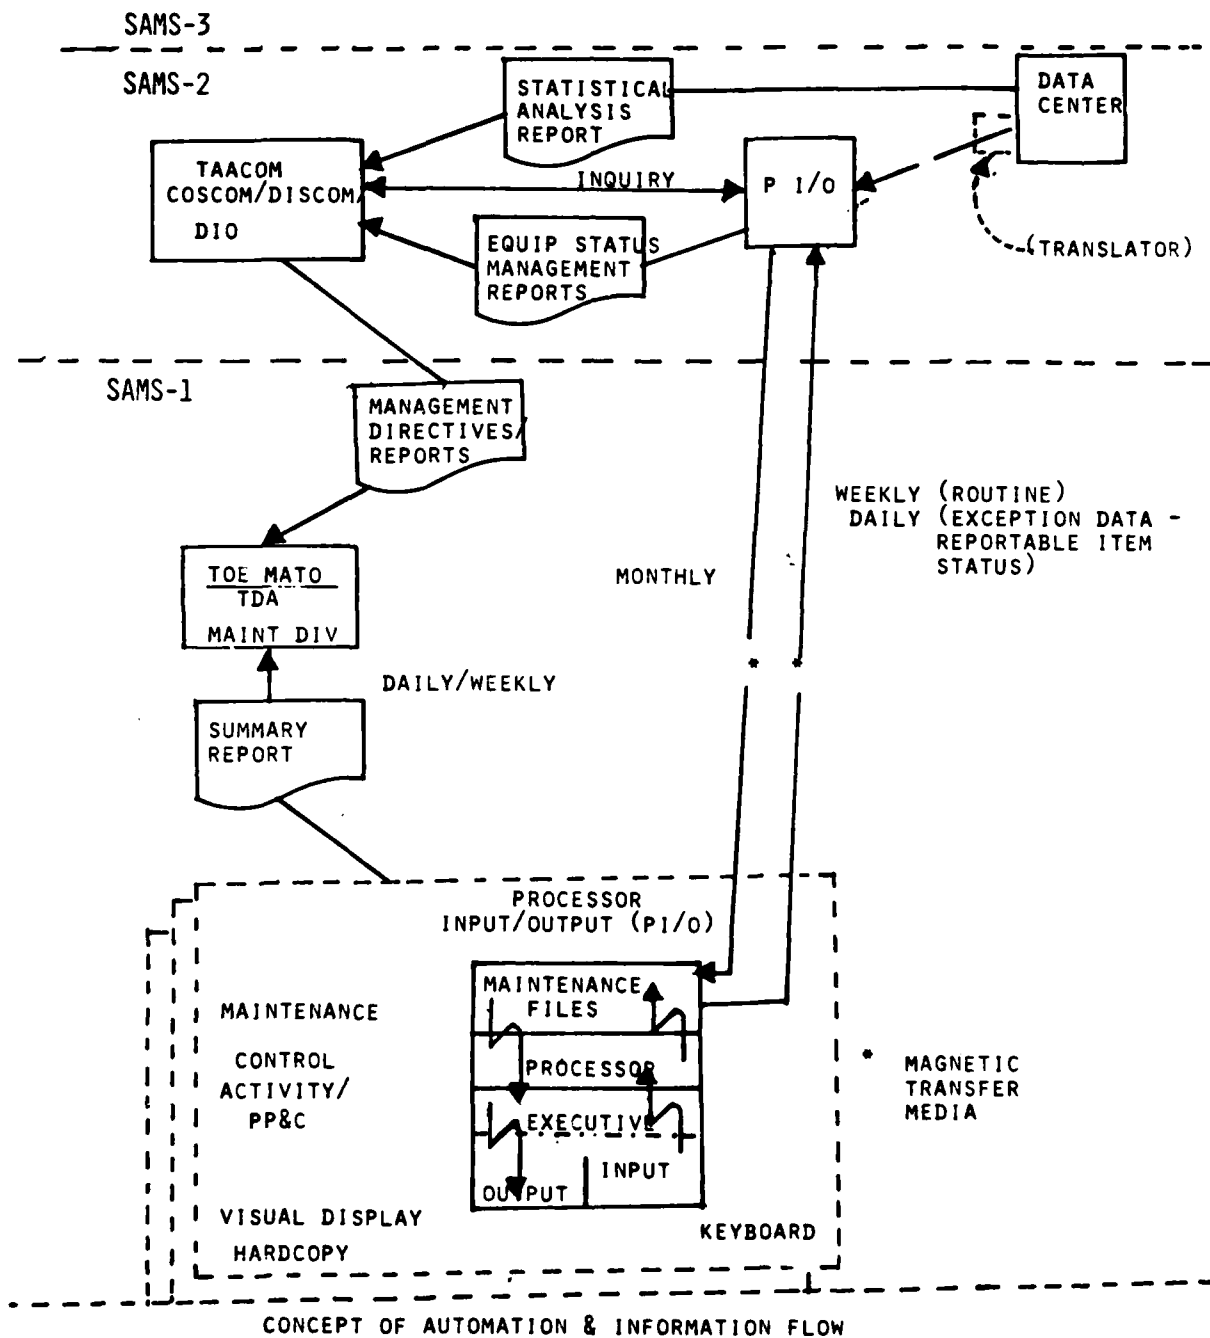 SAMS-3
SAMS-2
STATISTICAL
ANALYSIS
REPORT
DATA
CENTER
TAACOM
COSCOM/DISCOM/
DIO
INQUIRY
P I/O
EQUIP STATUS
MANAGEMENT
REPORTS
(TRANSLATOR)
SAMS-1
MANAGEMENT
DIRECTIVES/
REPORTS
WEEKLY (ROUTINE)
DAILY (EXCEPTION DATA -
REPORTABLE ITEM
STATUS)
MONTHLY
TOE MATO
TDA
MAINT DIV
DAILY/WEEKLY
SUMMARY
REPORT
* *
PROCESSOR
INPUT/OUTPUT (PI/O)
MAINTENANCE
FILES
MAINTENANCE
CONTROL
ACTIVITY/
PP&C
PROCESSOR
EXECUTIVE
INPUT
OUTPUT
* MAGNETIC
TRANSFER
MEDIA
VISUAL DISPLAY
HARDCOPY
KEYBOARD
CONCEPT OF AUTOMATION & INFORMATION FLOW